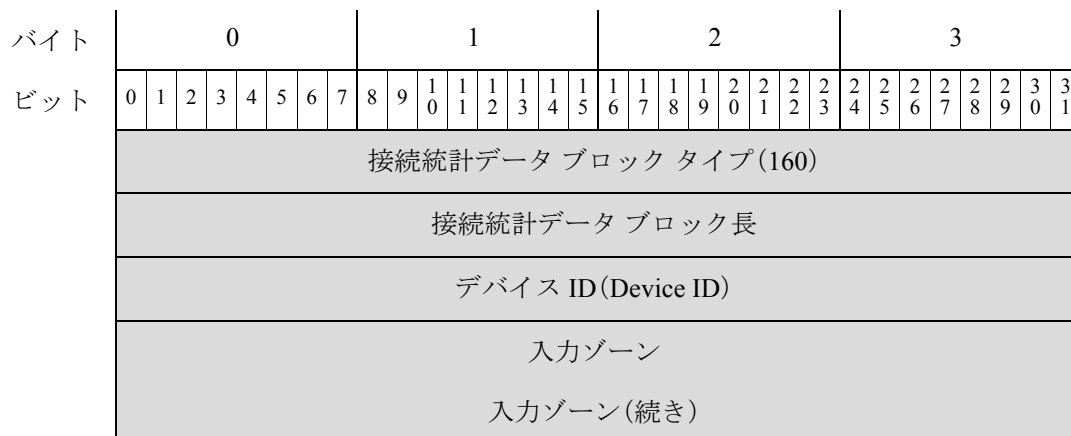 バイト 0 1 2 3
ビット 0 1 2 3 4 5 6 7 8 9 10 11 12 13 14 15 16 17 18 19 20 21 22 23 24 25 26 27 28 29 30 31
接続統計データ ブロック タイプ(160)
接続統計データ ブロック長
デバイス ID(Device ID)
入力ゾーン
入力ゾーン(続き)